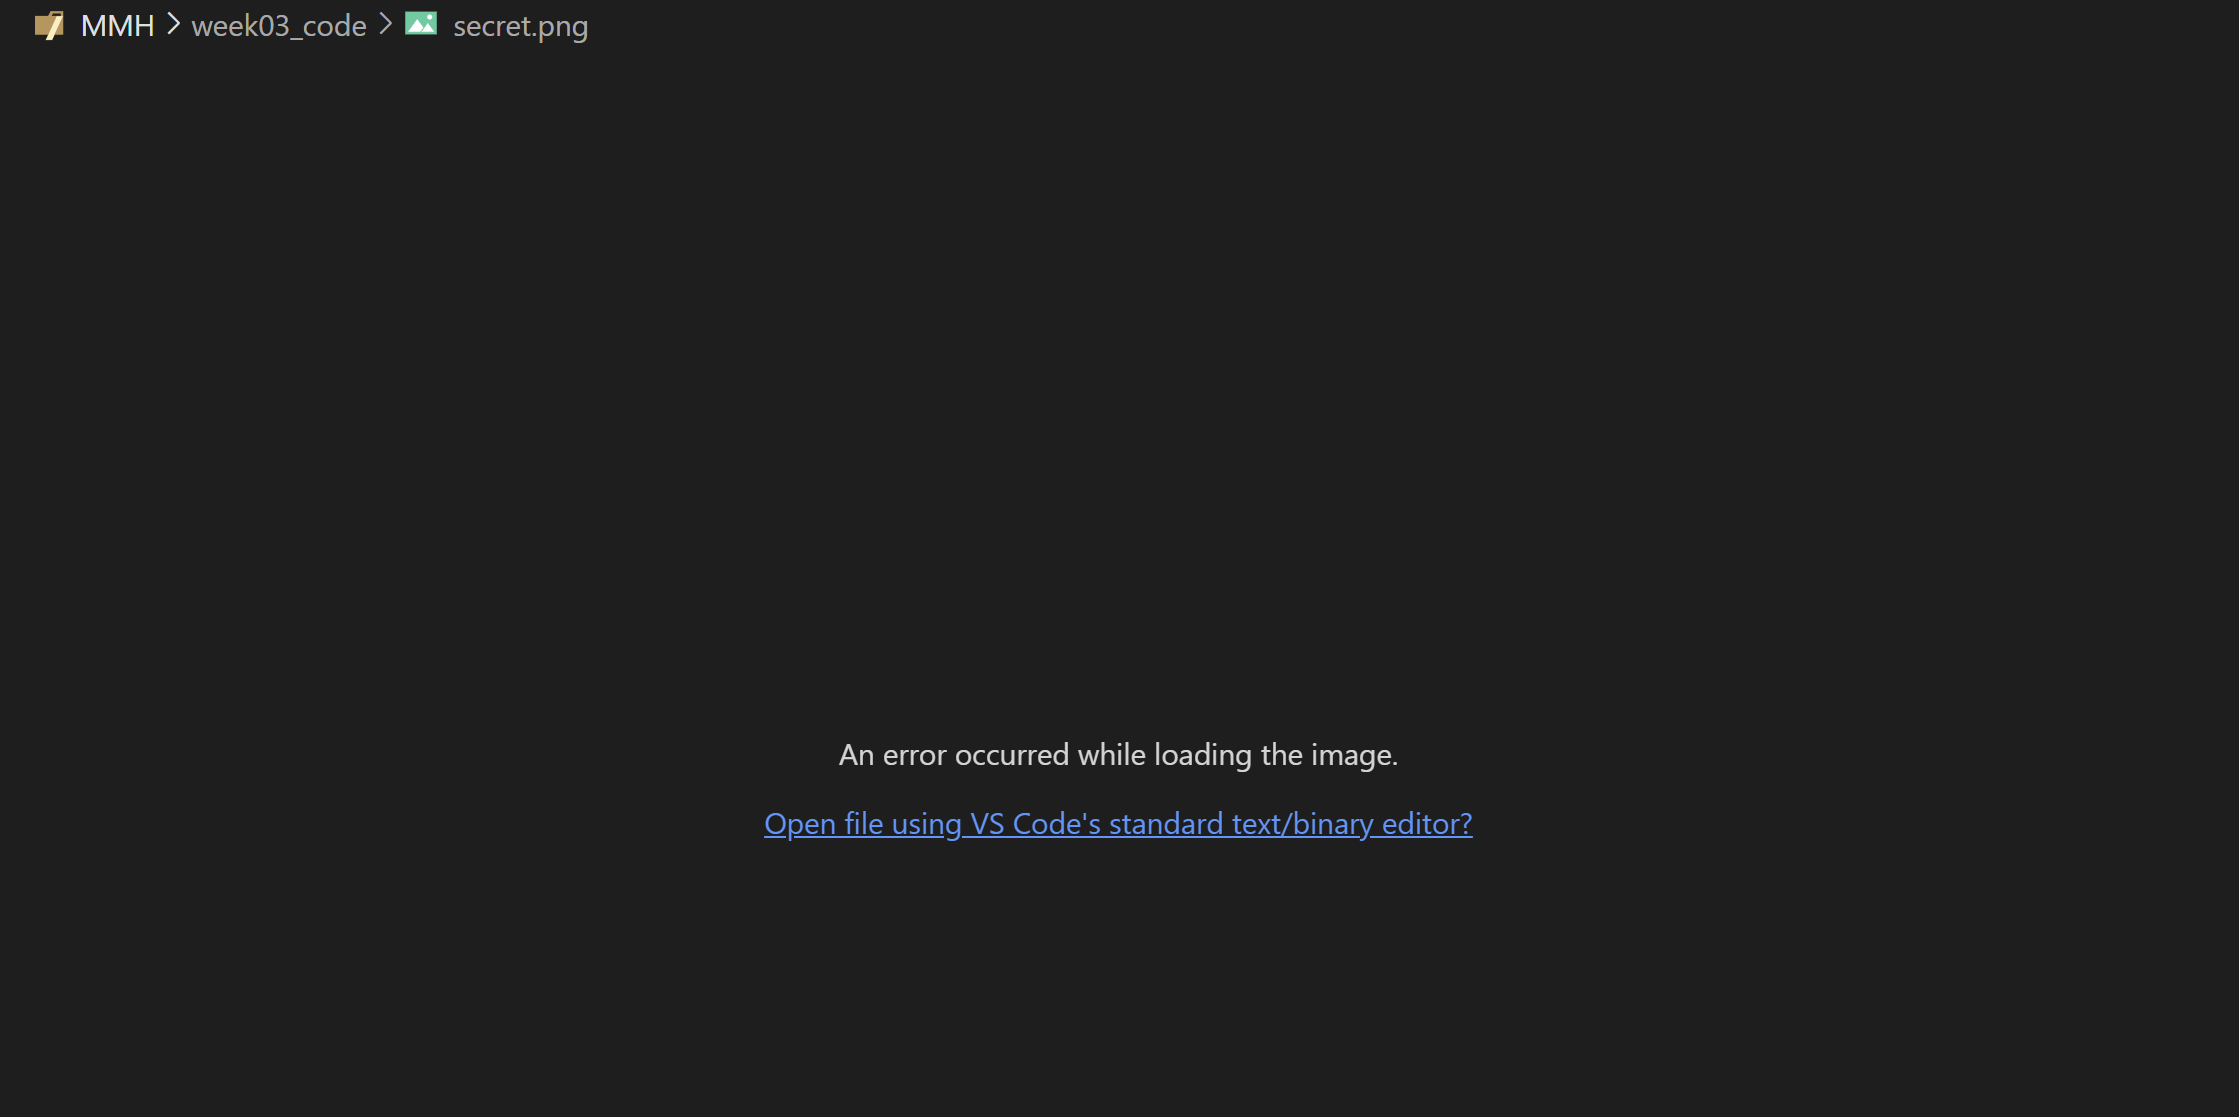 MMH > week03_code > secret.png
An error occurred while loading the image.
Open file using VS Code's standard text/binary editor?